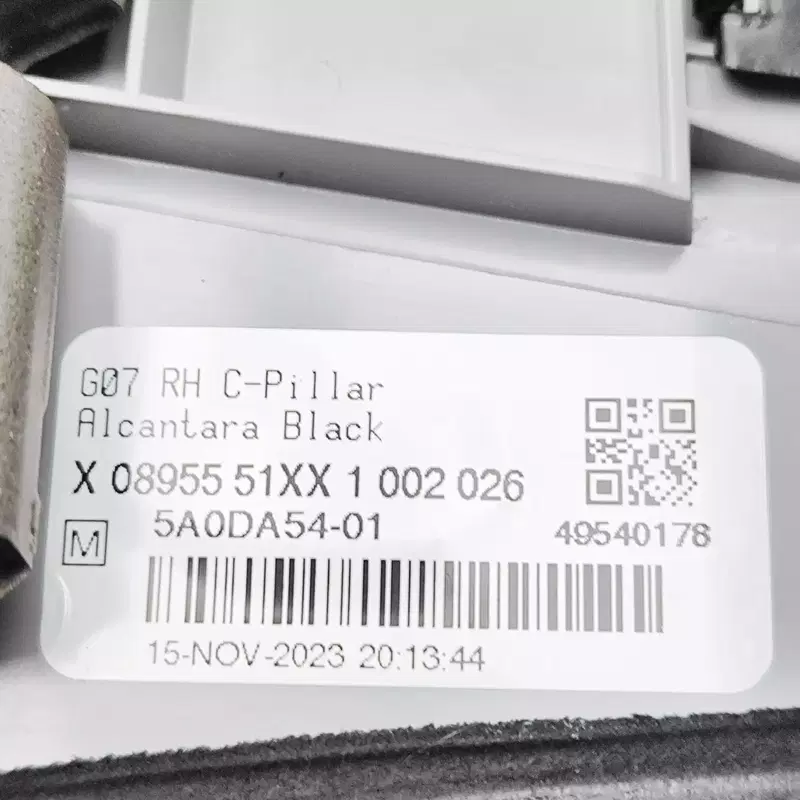 G07 RH C-Pillar
Alcantara Black
X 08955 51XX 1 002 026
M 5A0DA54-01 49540178
15-NOV-2023 20:13:44